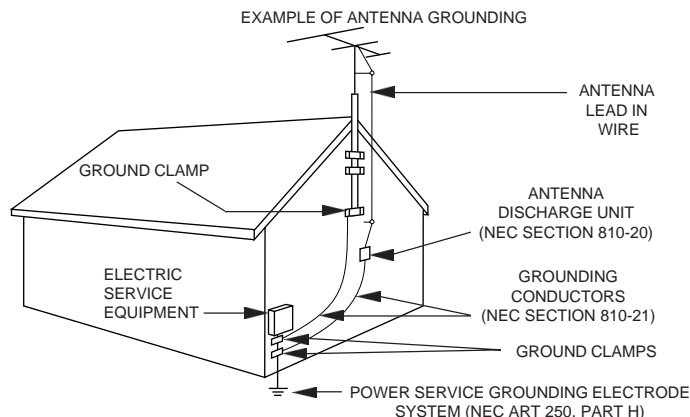 EXAMPLE OF ANTENNA GROUNDING
ANTENNA
LEAD IN
WIRE
GROUND CLAMP
ANTENNA
DISCHARGE UNIT
(NEC SECTION 810-20)
ELECTRIC
SERVICE
EQUIPMENT
GROUNDING
CONDUCTORS
(NEC SECTION 810-21)
GROUND CLAMPS
POWER SERVICE GROUNDING ELECTRODE
SYSTEM (NEC ART 250, PART H)